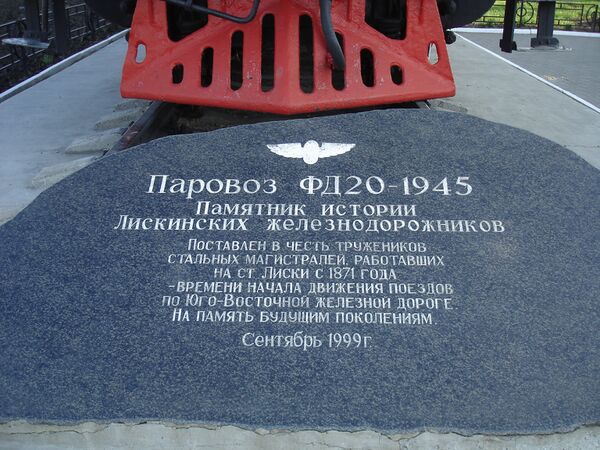 Паровоз ФД20-1945
Памятник истории
Лискинских железнодорожников
Поставлен в честь тружеников
стальных магистралей, работавших
на ст. Лиски с 1871 года
-времени начала движения поездов
по Юго-Восточной железной дороге.
На память будущим поколениям.
Сентябрь 1999г.